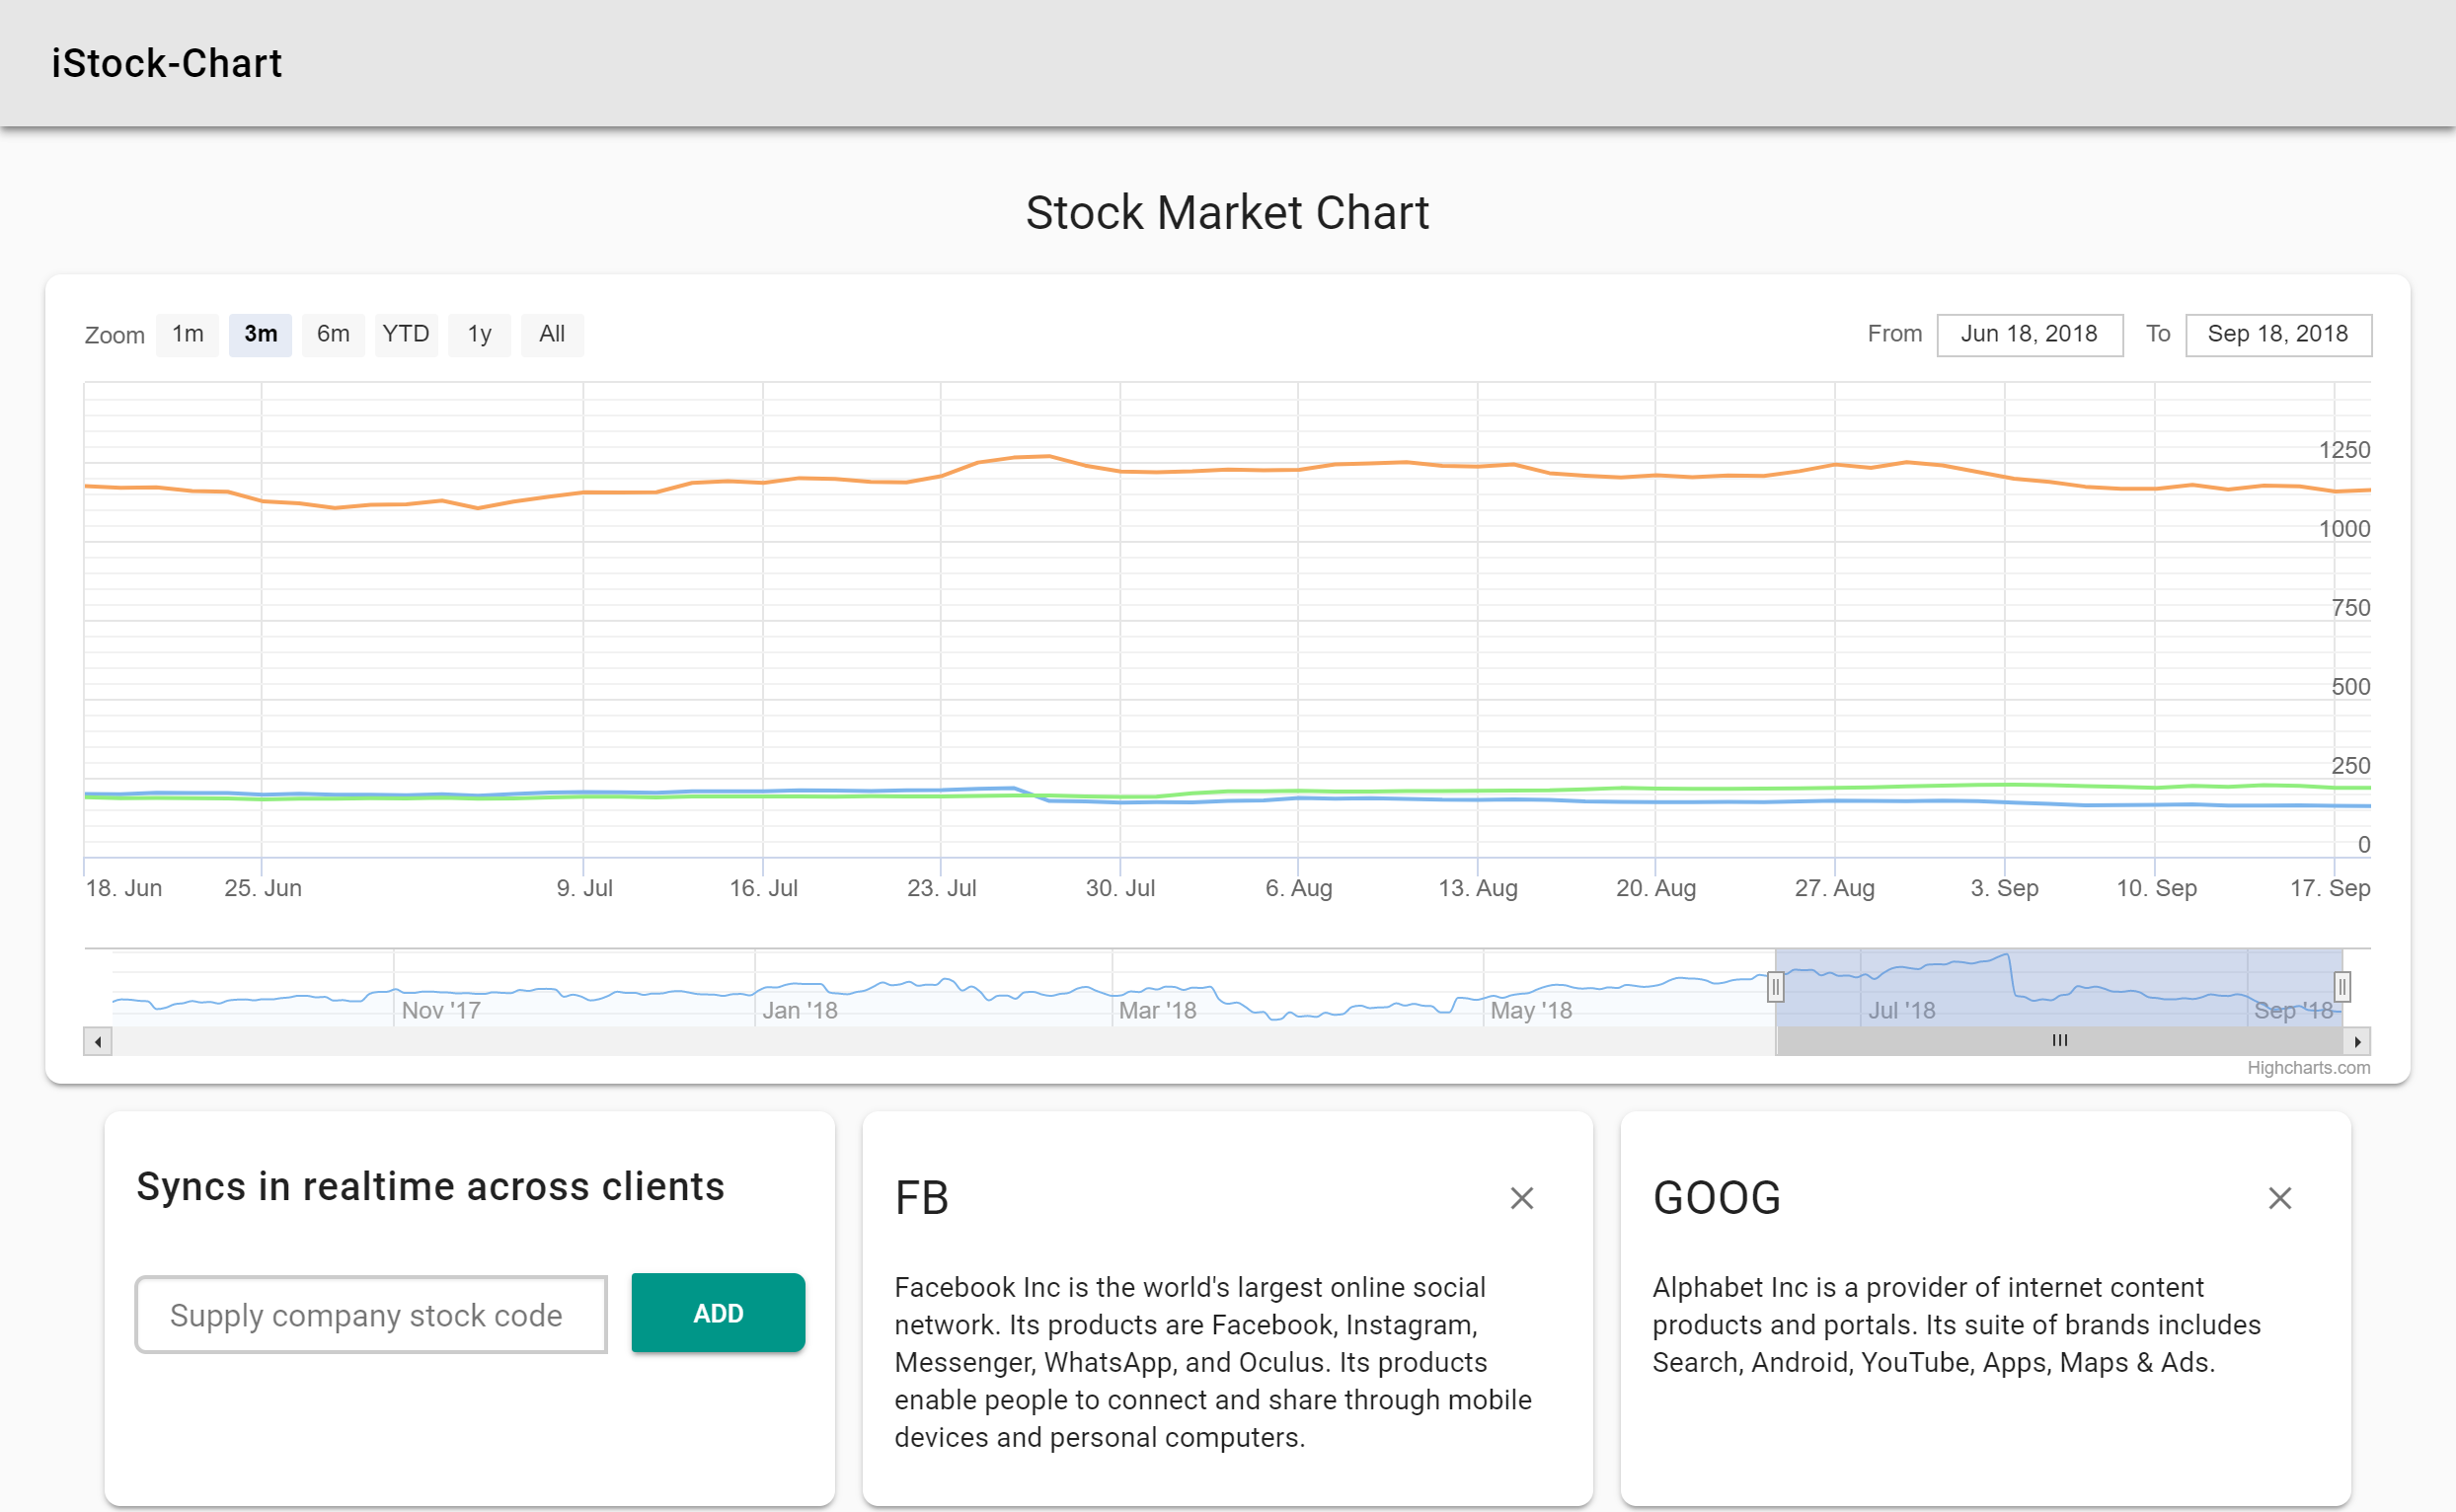 iStock-Chart
Stock Market Chart
Zoom 1m 3m 6m YTD 1y All From Jun 18, 2018 To Sep 18, 2018
1250
1000
750
500
250
0
18. Jun 25. Jun 9. Jul 16. Jul 23. Jul 30. Jul 6. Aug 13. Aug 20. Aug 27. Aug 3. Sep 10. Sep 17. Sep
Nov '17 Jan '18 Mar '18 May '18 Jul '18 Sep '18
Highcharts.com
Syncs in realtime across clients
Supply company stock code ADD
FB
Facebook Inc is the world's largest online social
network. Its products are Facebook, Instagram,
Messenger, WhatsApp, and Oculus. Its products
enable people to connect and share through mobile
devices and personal computers.
GOOG
Alphabet Inc is a provider of internet content
products and portals. Its suite of brands includes
Search, Android, YouTube, Apps, Maps & Ads.